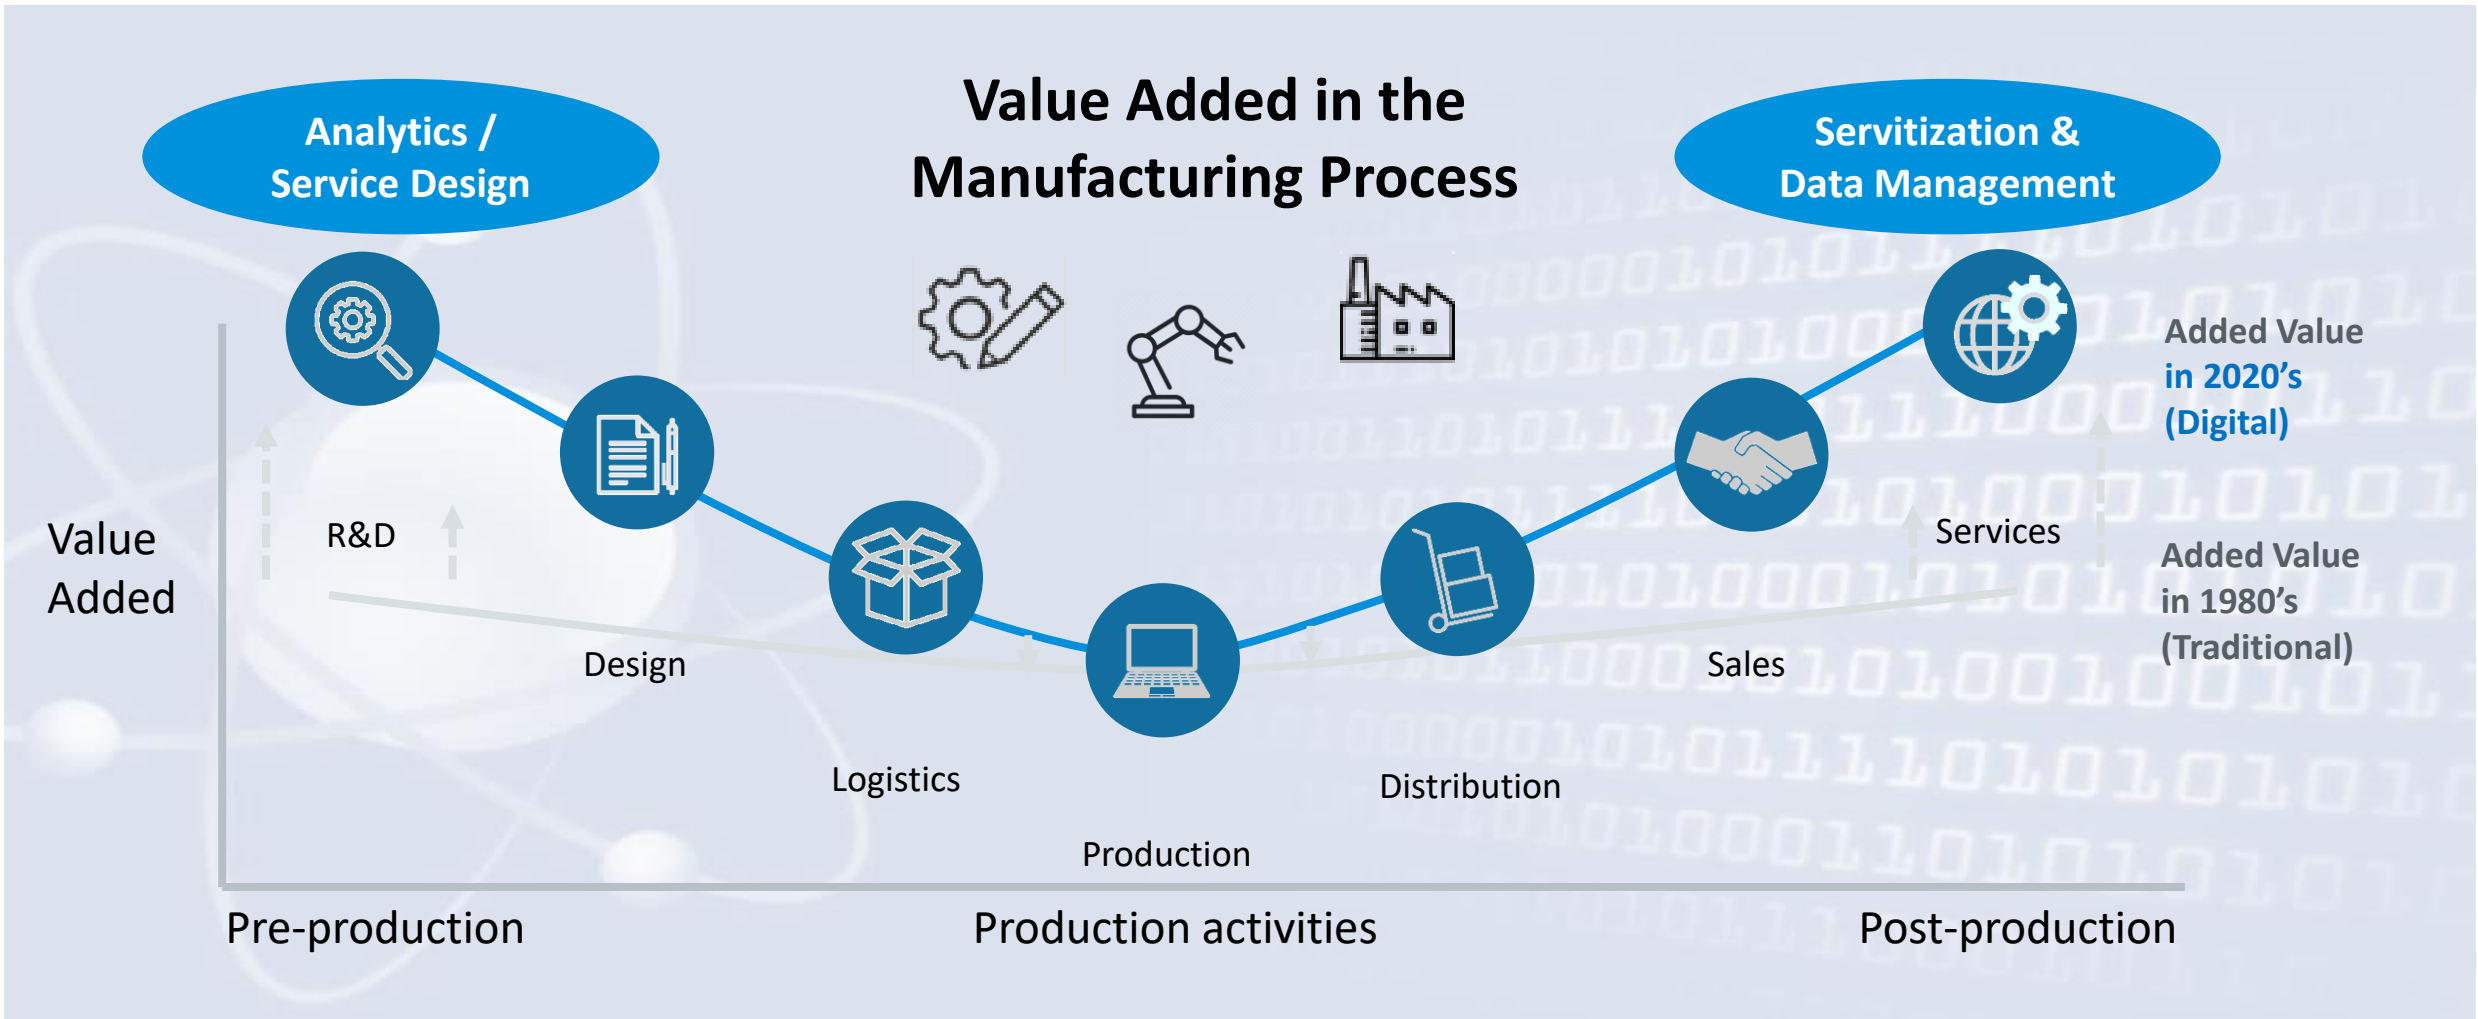 Value Added in the
Manufacturing Process
Analytics /
Service Design
Servitization &
Data Management
Added Value
in 2020’s
(Digital)
Value
Added
R&D
Services
Added Value
in 1980’s
(Traditional)
Design
Sales
Logistics
Distribution
Production
Pre-production
Production activities
Post-production